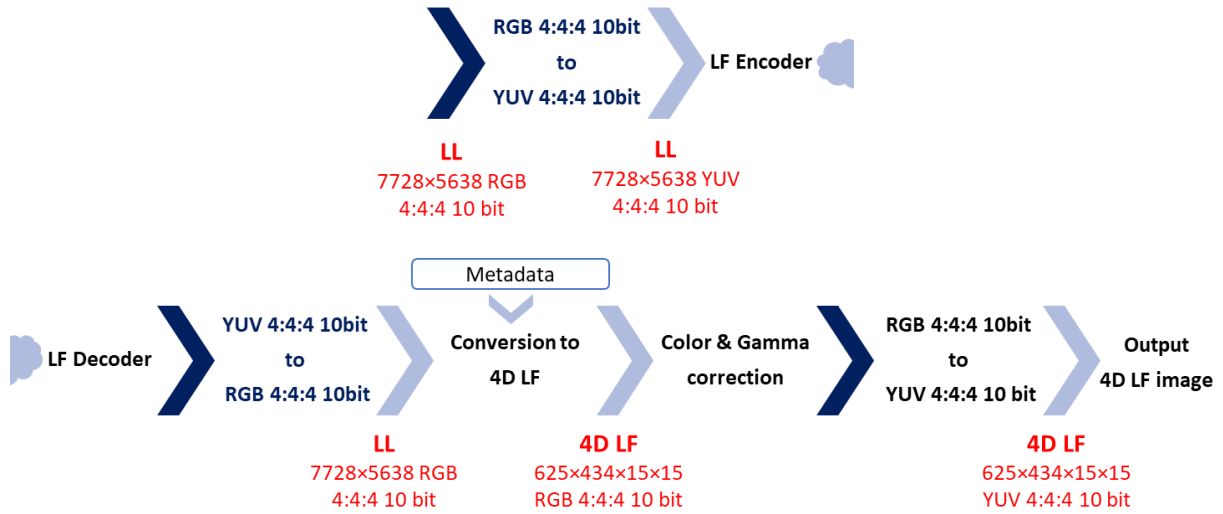 RGB 4:4:4 10bit
to
YUV 4:4:4 10bit
LF Encoder
LL
7728×5638 RGB
4:4:4 10 bit
LL
7728×5638 YUV
4:4:4 10 bit
Metadata
LF Decoder
YUV 4:4:4 10bit
to
RGB 4:4:4 10bit
Conversion to
4D LF
Color & Gamma
correction
RGB 4:4:4 10bit
to
YUV 4:4:4 10 bit
Output
4D LF image
LL
7728×5638 RGB
4:4:4 10 bit
4D LF
625×434×15×15
RGB 4:4:4 10 bit
4D LF
625×434×15×15
YUV 4:4:4 10 bit